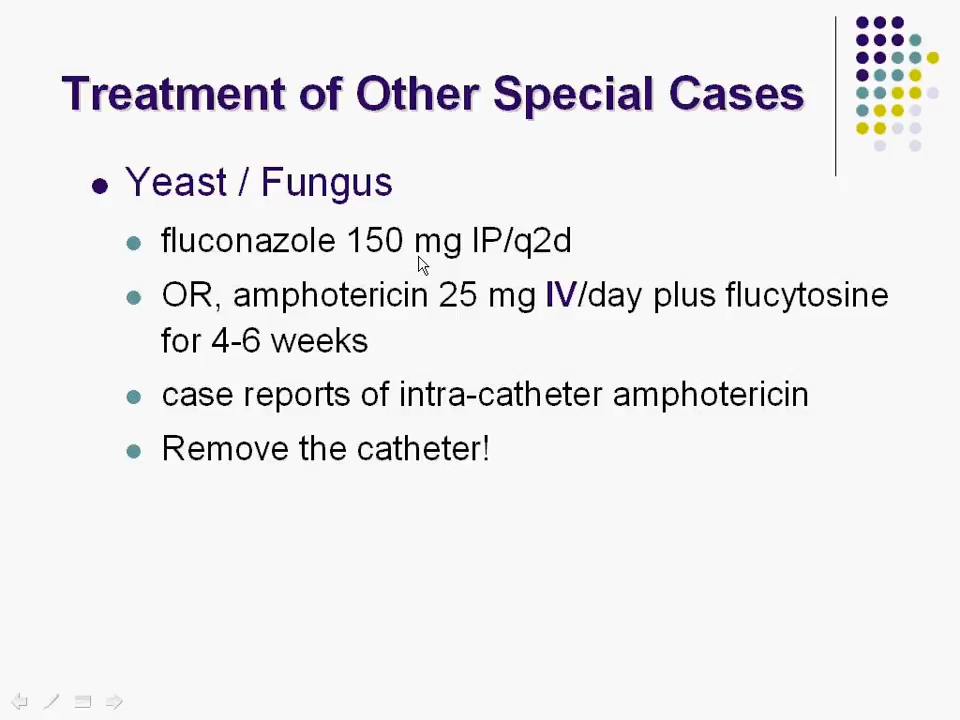 Treatment of Other Special Cases
Yeast / Fungus
fluconazole 150 mg IP/q2d
OR, amphotericin 25 mg IV/day plus flucytosine
for 4-6 weeks
case reports of intra-catheter amphotericin
Remove the catheter!